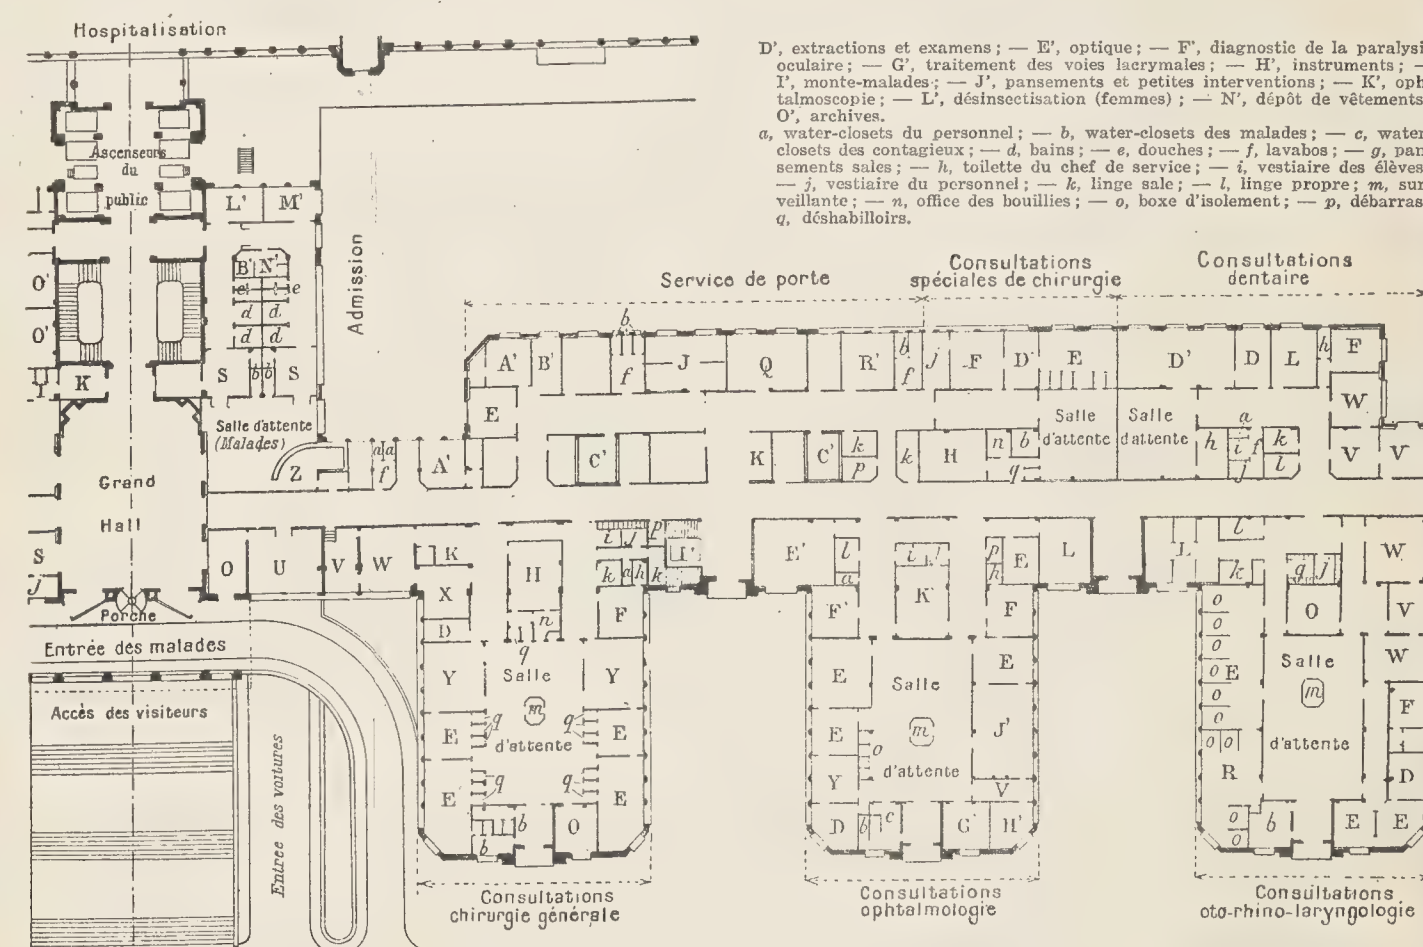 Hospitalisation
D', extractions et examens; — E', optique; — F', diagnostic de la paralysi
oculaire; — G', traitement des voies lacrymales; — H', instruments; —
I', monte-malades; — J', pansements et petites interventions; — K', oph
talmoscopie; — L', désinsectisation (femmes); — N', dépôt de vêtements
O', archives.
a, water-closets du personnel; — b, water-closets des malades; — c, water
closets des contagieux; — d, bains; — e, douches; — f, lavabos; — g, pan
sements sales; — h, toilette du chef de service; — i, vestiaire des élèves
— j, vestiaire du personnel; — k, linge sale; — l, linge propre; m, sur
veillante; — n, office des bouillies; — o, boxe d'isolement; — p, débarras
q, déshabilloirs.
Ascenseurs
du
public
L' M'
Admission
B' N'
e e
d d
d d
O'
O'
K
S b b S
Salle d'attente
(Malades)
Z
Grand
Hall
S
j
Porche
Entrée des malades
Accès des visiteurs
Entrée des voitures
Service de porte
Consultations
spéciales de chirurgie
Consultations
dentaire
b
A' B' f J Q R' b f j F D' E D' D L h F
E
W
Salle
d'attente
Salle
d'attente
a a f A' C' K C' k p k H n b q h a i f j k l V V'
O U V W K X D
H n q
i j p I' k a h k
F
Y Y
Salle
m
d'attente
E q q E
E q q E
b b O
Consultations
chirurgie générale
E' l a F'
i j K
p h E F L
E E
Salle
m
d'attente
E o J'
Y V
D b c G' H'
Consultations
ophtalmologie
L l k g j O W
o o o o E o o o o
V
W
Salle
m
d'attente
F
i
R D
o o b E E
Consultations
oto-rhino-laryngologie